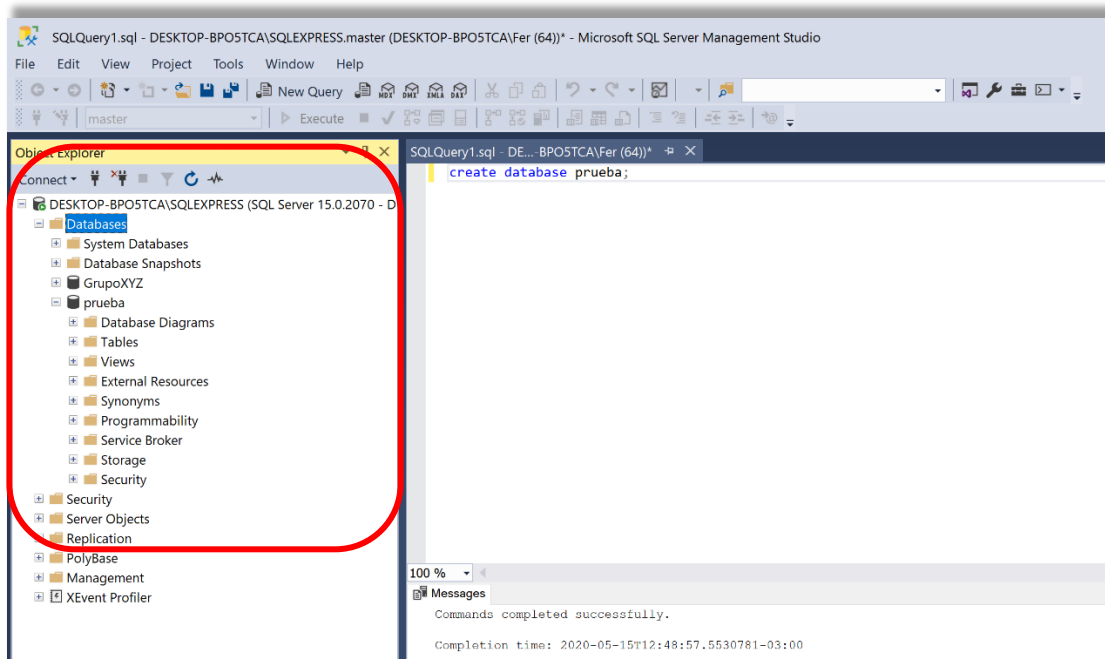 SQLQuery1.sql - DESKTOP-BPO5TCA\SQLEXPRESS.master (DESKTOP-BPO5TCA\Fer (64))* - Microsoft SQL Server Management Studio
File Edit View Project Tools Window Help
New Query MDX DMX XMLA DAX
master Execute
Object Explorer
Connect
DESKTOP-BPO5TCA\SQLEXPRESS (SQL Server 15.0.2070 - D
Databases
System Databases
Database Snapshots
GrupoXYZ
prueba
Database Diagrams
Tables
Views
External Resources
Synonyms
Programmability
Service Broker
Storage
Security
Security
Server Objects
Replication
PolyBase
Management
XEvent Profiler
SQLQuery1.sql - DE...-BPO5TCA\Fer (64))*
create database prueba;
100 %
Messages
Commands completed successfully.
Completion time: 2020-05-15T12:48:57.5530781-03:00